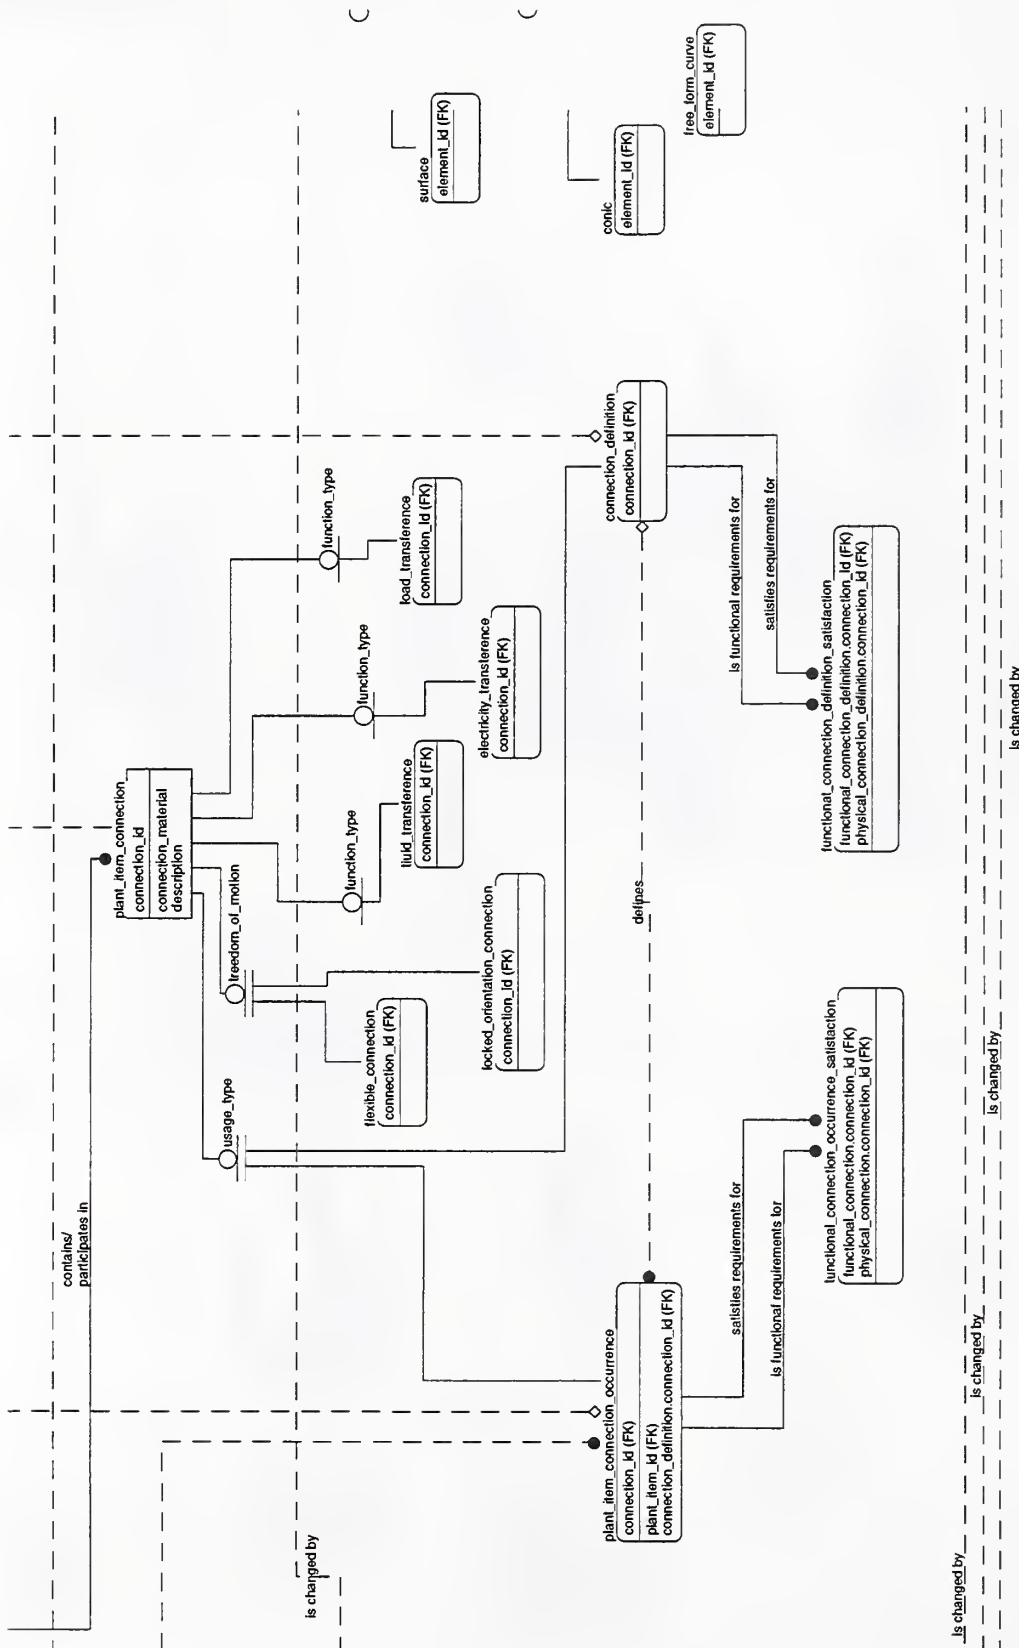 contains/
participates in
plant_item_connection
connection_id
connection_material
description
usage_type
freedom_of_motion
function_type
function_type
function_type
is changed by
flexible_connection
connection_id (FK)
locked_orientation_connection
connection_id (FK)
fluid_transference
connection_id (FK)
electricity_transference
connection_id (FK)
load_transference
connection_id (FK)
surface
element_id (FK)
plant_item_connection_occurrence
connection_id (FK)
plant_item_id (FK)
connection_definition.connection_id (FK)
defines
connection_definition
connection_id (FK)
conic
element_id (FK)
free_form_curve
element_id (FK)
satisfies requirements for
is functional requirements for
is functional requirements for
satisfies requirements for
functional_connection_occurrence_satisfaction
functional_connection.connection_id (FK)
physical_connection.connection_id (FK)
functional_connection_definition_satisfaction
functional_connection_definition.connection_id (FK)
physical_connection_definition.connection_id (FK)
is changed by
is changed by
is changed by
is changed by